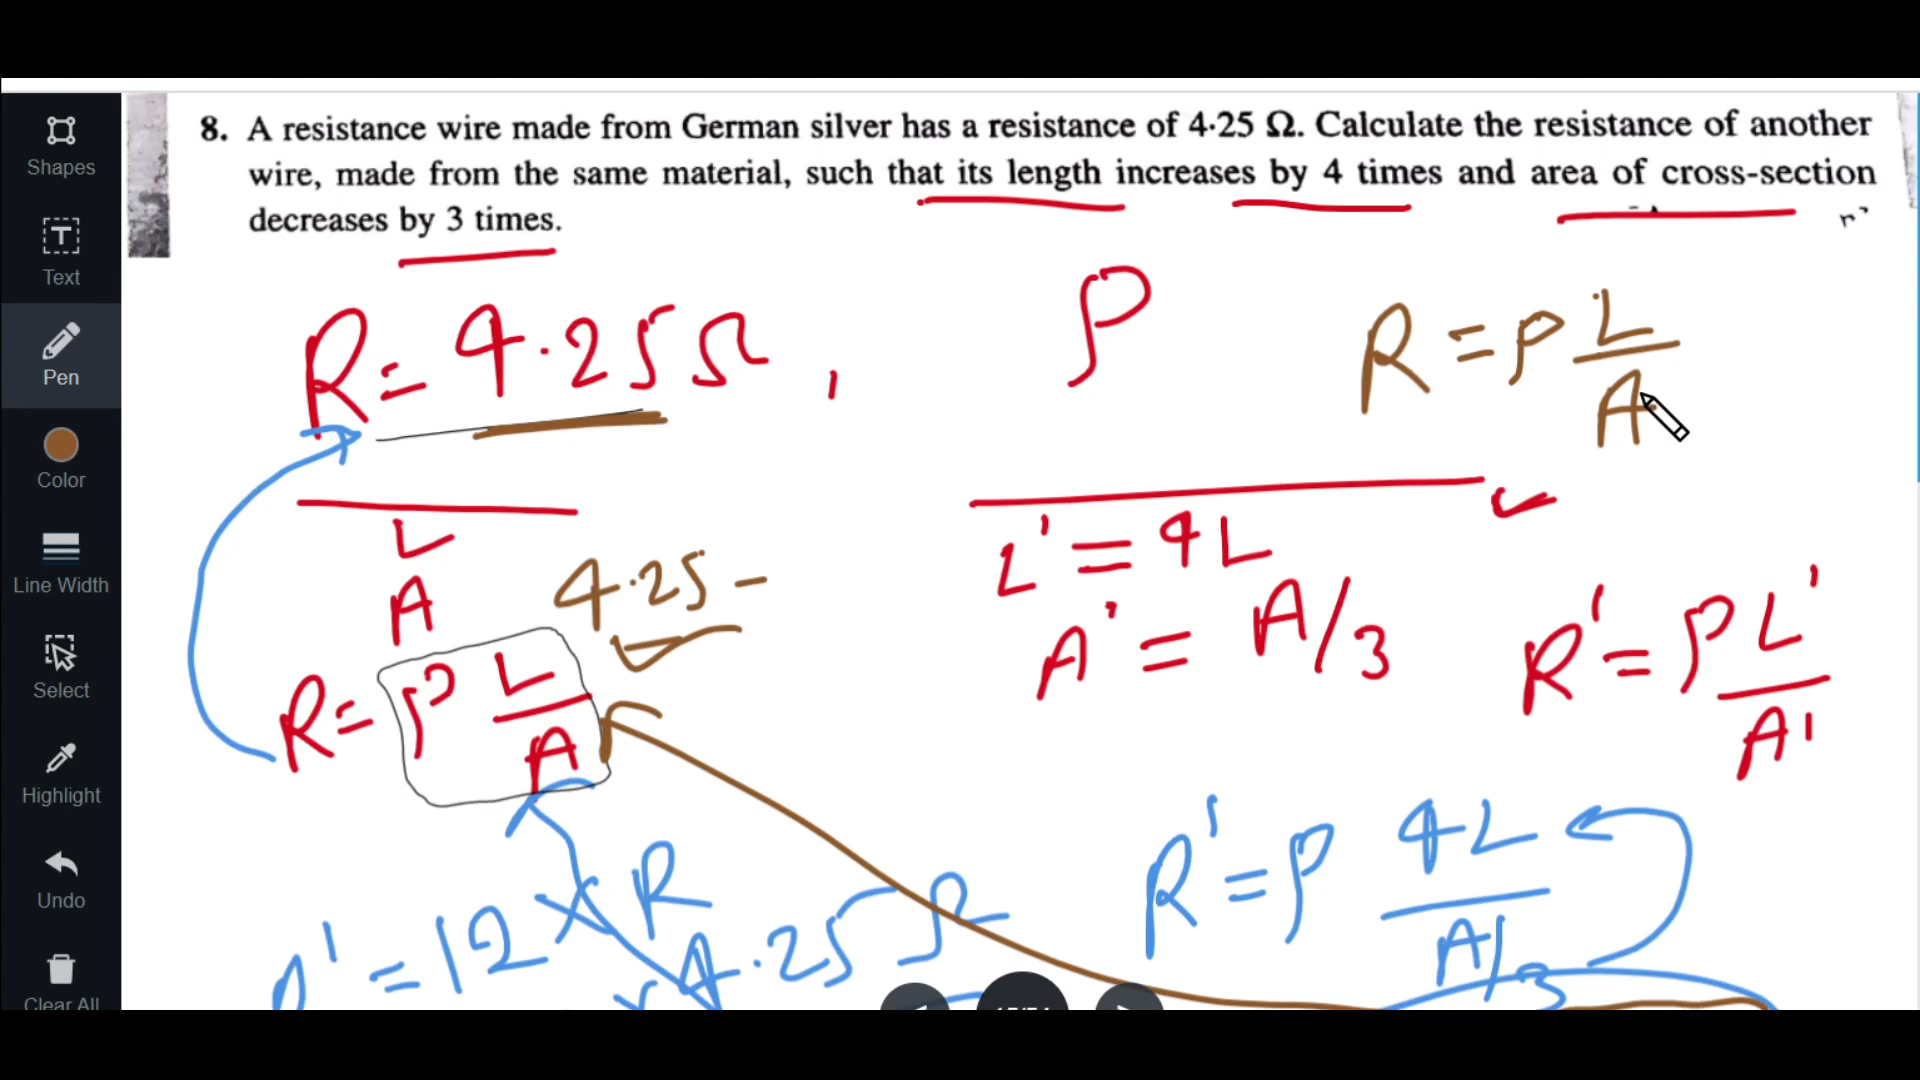 Shapes
Text
Pen
Color
Line Width
Select
Highlight
Undo
Clear All
8. A resistance wire made from German silver has a resistance of 4·25 Ω. Calculate the resistance of another
wire, made from the same material, such that its length increases by 4 times and area of cross-section
decreases by 3 times.
R = 4.25 Ω ,
ρ
R = ρ L/A
L
A
4.25 -
L' = 4L
A' = A/3
R = ρ L/A
R' = ρ L'/A'
R' = ρ 4L/A/3
R' = 12 × R
4.25 Ω